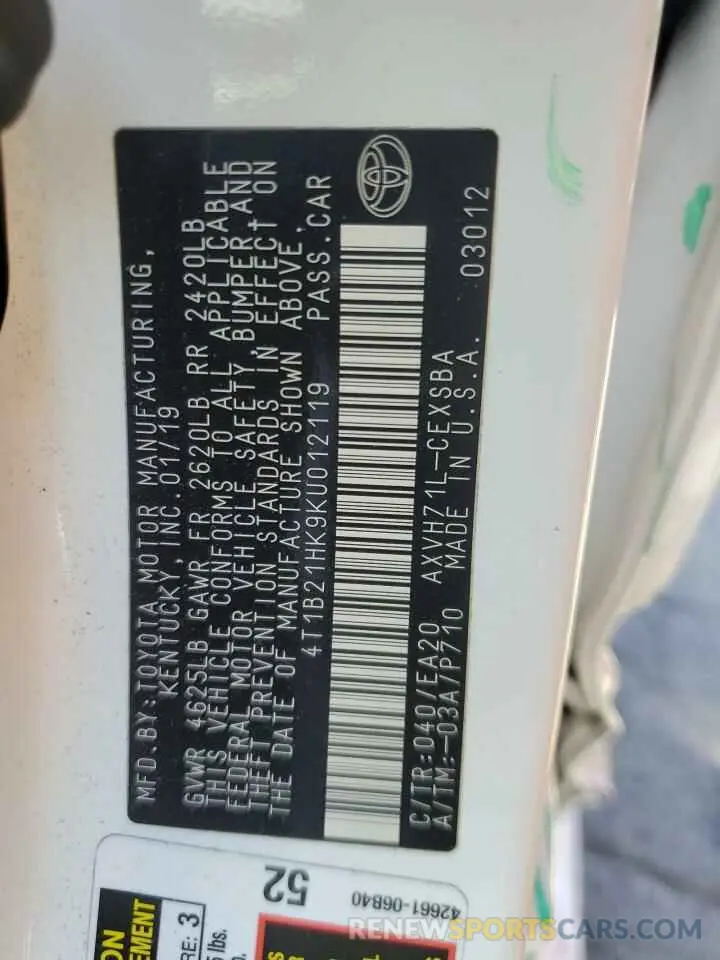 MFD.BY:TOYOTA MOTOR MANUFACTURING,
KENTUCKY, INC.01/19
GVWR 4625LB GAWR FR 2620LB RR 2420LB
THIS VEHICLE CONFORMS TO ALL APPLICABLE
FEDERAL MOTOR VEHICLE SAFETY, BUMPER, AND
THEFT PREVENTION STANDARDS IN EFFECT ON
THE DATE OF MANUFACTURE SHOWN ABOVE.
4T1B21HK9KU012119 PASS.CAR
C/TR:040/EA20 AXVH71L-CEXSBA 03012
A/TM:-03A/P710 MADE IN U.S.A.
52
42661-06B40
3
lbs.
RENEWSPORTSCARS.COM